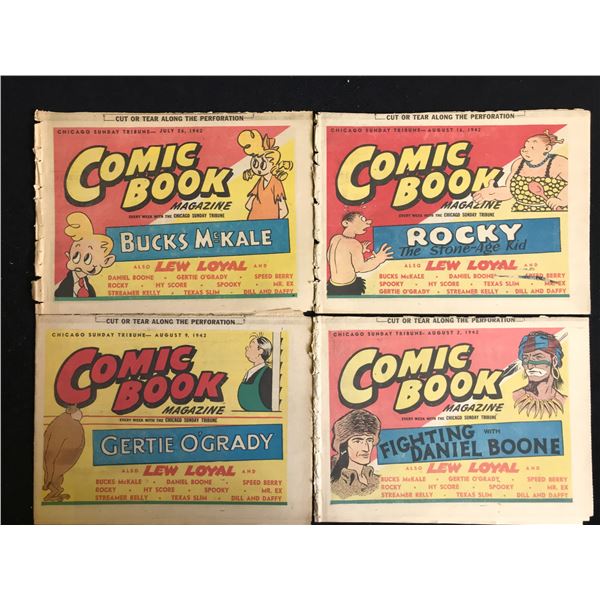 CUT OR TEAR ALONG THE PERFORATION
CHICAGO SUNDAY TRIBUNE—JULY 26, 1942
COMIC
BOOK
MAGAZINE
EVERY WEEK WITH THE CHICAGO SUNDAY TRIBUNE
BUCKS McKALE
ALSO LEW LOYAL AND
DANIEL BOONE · GERTIE O'GRADY · SPEED BERRY
ROCKY · HY SCORE · SPOOKY · MR. EX
STREAMER KELLY · TEXAS SLIM · DILL AND DAFFY
CUT OR TEAR ALONG THE PERFORATION
CHICAGO SUNDAY TRIBUNE—AUGUST 16, 1942
COMIC
BOOK
MAGAZINE
EVERY WEEK WITH THE CHICAGO SUNDAY TRIBUNE
ROCKY
The Stone-Age Kid
ALSO LEW LOYAL AND
BUCKS McKALE · DANIEL BOONE · SPEED BERRY
SPOOKY · HY SCORE · TEXAS SLIM · MR. EX
GERTIE O'GRADY · STREAMER KELLY · DILL AND DAFFY
CUT OR TEAR ALONG THE PERFORATION
CHICAGO SUNDAY TRIBUNE—AUGUST 9, 1942
COMIC
BOOK
MAGAZINE
EVERY WEEK WITH THE CHICAGO SUNDAY TRIBUNE
GERTIE O'GRADY
ALSO LEW LOYAL AND
BUCKS McKALE · DANIEL BOONE · SPEED BERRY
ROCKY · HY SCORE · SPOOKY · MR. EX
STREAMER KELLY · TEXAS SLIM · DILL AND DAFFY
CUT OR TEAR ALONG THE PERFORATION
CHICAGO SUNDAY TRIBUNE—AUGUST 2, 1942
COMIC
BOOK
MAGAZINE
EVERY WEEK WITH THE CHICAGO SUNDAY TRIBUNE
FIGHTING WITH
DANIEL BOONE
ALSO LEW LOYAL AND
BUCKS McKALE · GERTIE O'GRADY · SPEED BERRY
ROCKY · HY SCORE · SPOOKY · MR. EX
STREAMER KELLY · TEXAS SLIM · DILL AND DAFFY